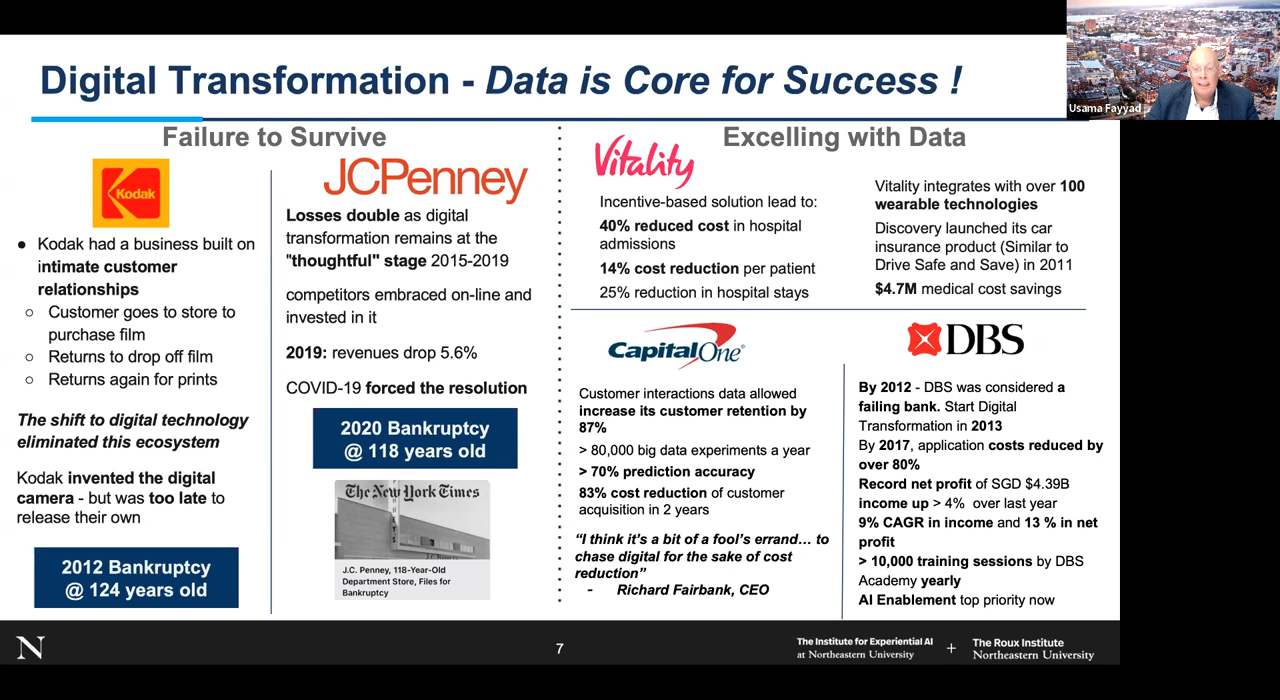 Digital Transformation - Data is Core for Success !
Usama Fayyad
Failure to Survive
Kodak
● Kodak had a business built on
intimate customer
relationships
○ Customer goes to store to
purchase film
○ Returns to drop off film
○ Returns again for prints
The shift to digital technology
eliminated this ecosystem
Kodak invented the digital
camera - but was too late to
release their own
2012 Bankruptcy
@ 124 years old
JCPenney
Losses double as digital
transformation remains at the
"thoughtful" stage 2015-2019
competitors embraced on-line and
invested in it
2019: revenues drop 5.6%
COVID-19 forced the resolution
2020 Bankruptcy
@ 118 years old
The New York Times
J.C. Penney, 118-Year-Old
Department Store, Files for
Bankruptcy
Excelling with Data
Vitality
Incentive-based solution lead to:
40% reduced cost in hospital
admissions
14% cost reduction per patient
25% reduction in hospital stays
Vitality integrates with over 100
wearable technologies
Discovery launched its car
insurance product (Similar to
Drive Safe and Save) in 2011
$4.7M medical cost savings
Capital One
Customer interactions data allowed
increase its customer retention by
87%
> 80,000 big data experiments a year
> 70% prediction accuracy
83% cost reduction of customer
acquisition in 2 years
“I think it’s a bit of a fool’s errand… to
chase digital for the sake of cost
reduction”
- Richard Fairbank, CEO
DBS
By 2012 - DBS was considered a
failing bank. Start Digital
Transformation in 2013
By 2017, application costs reduced by
over 80%
Record net profit of SGD $4.39B
income up > 4% over last year
9% CAGR in income and 13 % in net
profit
> 10,000 training sessions by DBS
Academy yearly
AI Enablement top priority now
N
7
The Institute for Experiential AI
at Northeastern University
+
The Roux Institute
Northeastern University